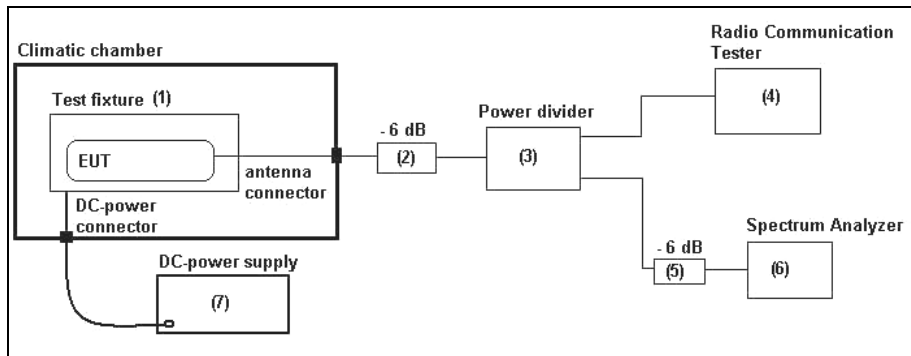 Climatic chamber
Test fixture (1)
EUT
antenna
connector
DC-power
connector
DC-power supply
(7)
- 6 dB
(2)
Power divider
(3)
Radio Communication
Tester
(4)
- 6 dB
(5)
Spectrum Analyzer
(6)